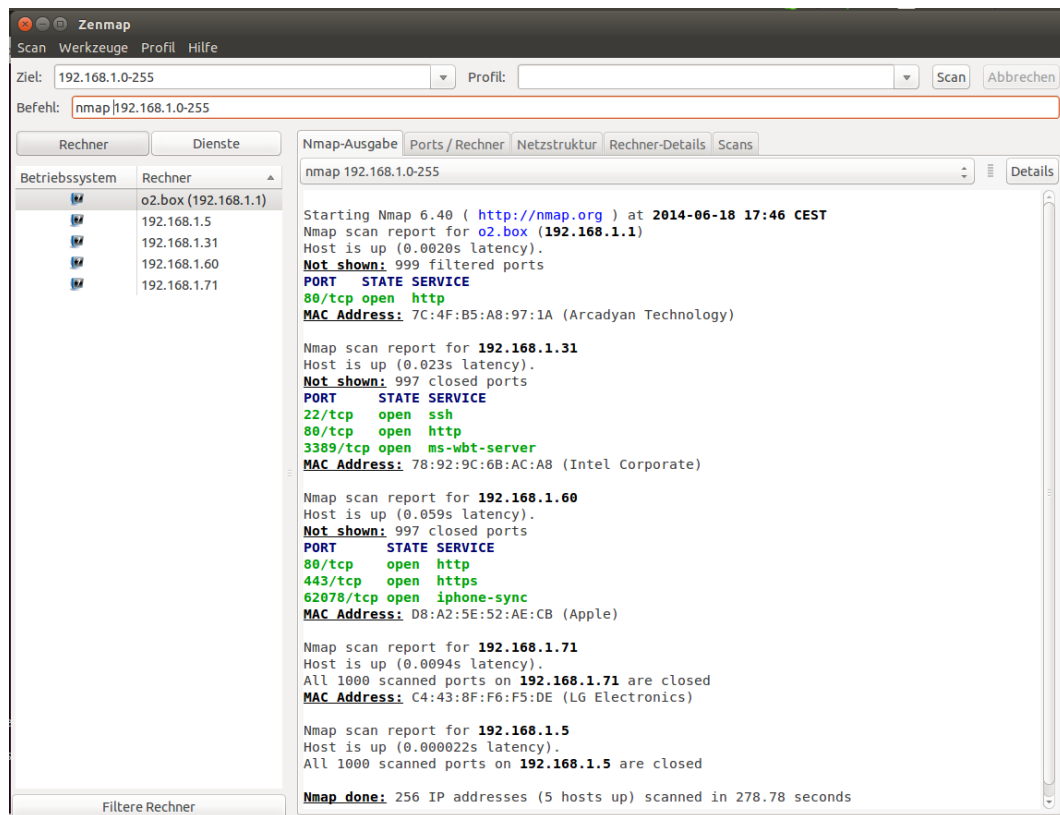 Zenmap
Scan Werkzeuge Profil Hilfe
Ziel: 192.168.1.0-255 Profil: Scan Abbrechen
Befehl: nmap 192.168.1.0-255
Rechner Dienste
Betriebssystem Rechner
o2.box (192.168.1.1)
192.168.1.5
192.168.1.31
192.168.1.60
192.168.1.71
Filtere Rechner
Nmap-Ausgabe Ports / Rechner Netzstruktur Rechner-Details Scans
nmap 192.168.1.0-255 Details
Starting Nmap 6.40 ( http://nmap.org ) at 2014-06-18 17:46 CEST
Nmap scan report for o2.box (192.168.1.1)
Host is up (0.0020s latency).
Not shown: 999 filtered ports
PORT STATE SERVICE
80/tcp open http
MAC Address: 7C:4F:B5:A8:97:1A (Arcadyan Technology)
Nmap scan report for 192.168.1.31
Host is up (0.023s latency).
Not shown: 997 closed ports
PORT STATE SERVICE
22/tcp open ssh
80/tcp open http
3389/tcp open ms-wbt-server
MAC Address: 78:92:9C:6B:AC:A8 (Intel Corporate)
Nmap scan report for 192.168.1.60
Host is up (0.059s latency).
Not shown: 997 closed ports
PORT STATE SERVICE
80/tcp open http
443/tcp open https
62078/tcp open iphone-sync
MAC Address: D8:A2:5E:52:AE:CB (Apple)
Nmap scan report for 192.168.1.71
Host is up (0.0094s latency).
All 1000 scanned ports on 192.168.1.71 are closed
MAC Address: C4:43:8F:F6:F5:DE (LG Electronics)
Nmap scan report for 192.168.1.5
Host is up (0.000022s latency).
All 1000 scanned ports on 192.168.1.5 are closed
Nmap done: 256 IP addresses (5 hosts up) scanned in 278.78 seconds